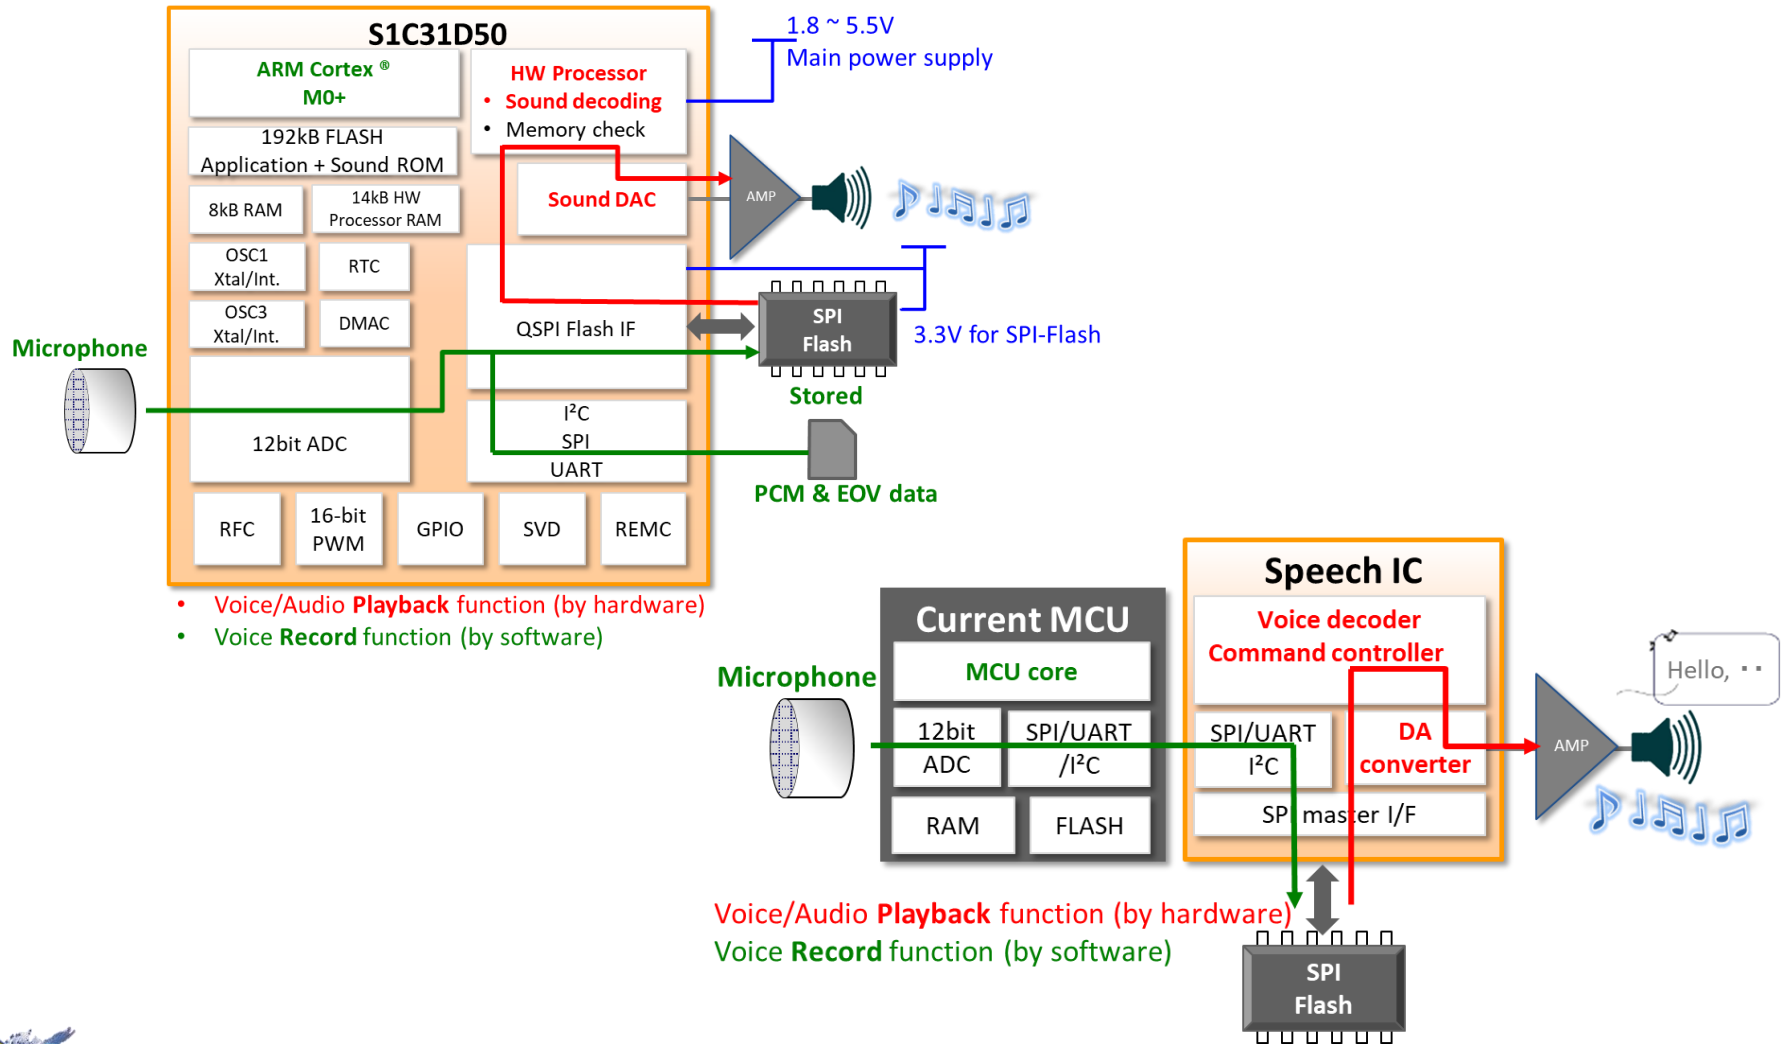 S1C31D50
ARM Cortex ®
M0+
HW Processor
• Sound decoding
• Memory check
192kB FLASH
Application + Sound ROM
8kB RAM
14kB HW
Processor RAM
Sound DAC
OSC1
Xtal/Int.
RTC
OSC3
Xtal/Int.
DMAC
QSPI Flash IF
12bit ADC
I²C
SPI
UART
RFC
16-bit
PWM
GPIO
SVD
REMC
1.8 ~ 5.5V
Main power supply
AMP
SPI
Flash
3.3V for SPI-Flash
Stored
PCM & EOV data
Microphone
• Voice/Audio Playback function (by hardware)
• Voice Record function (by software)
Microphone
Current MCU
MCU core
12bit
ADC
SPI/UART
/I²C
RAM
FLASH
Speech IC
Voice decoder
Command controller
SPI/UART
I²C
DA
converter
SPI master I/F
AMP
Hello, ··
Voice/Audio Playback function (by hardware)
Voice Record function (by software)
SPI
Flash